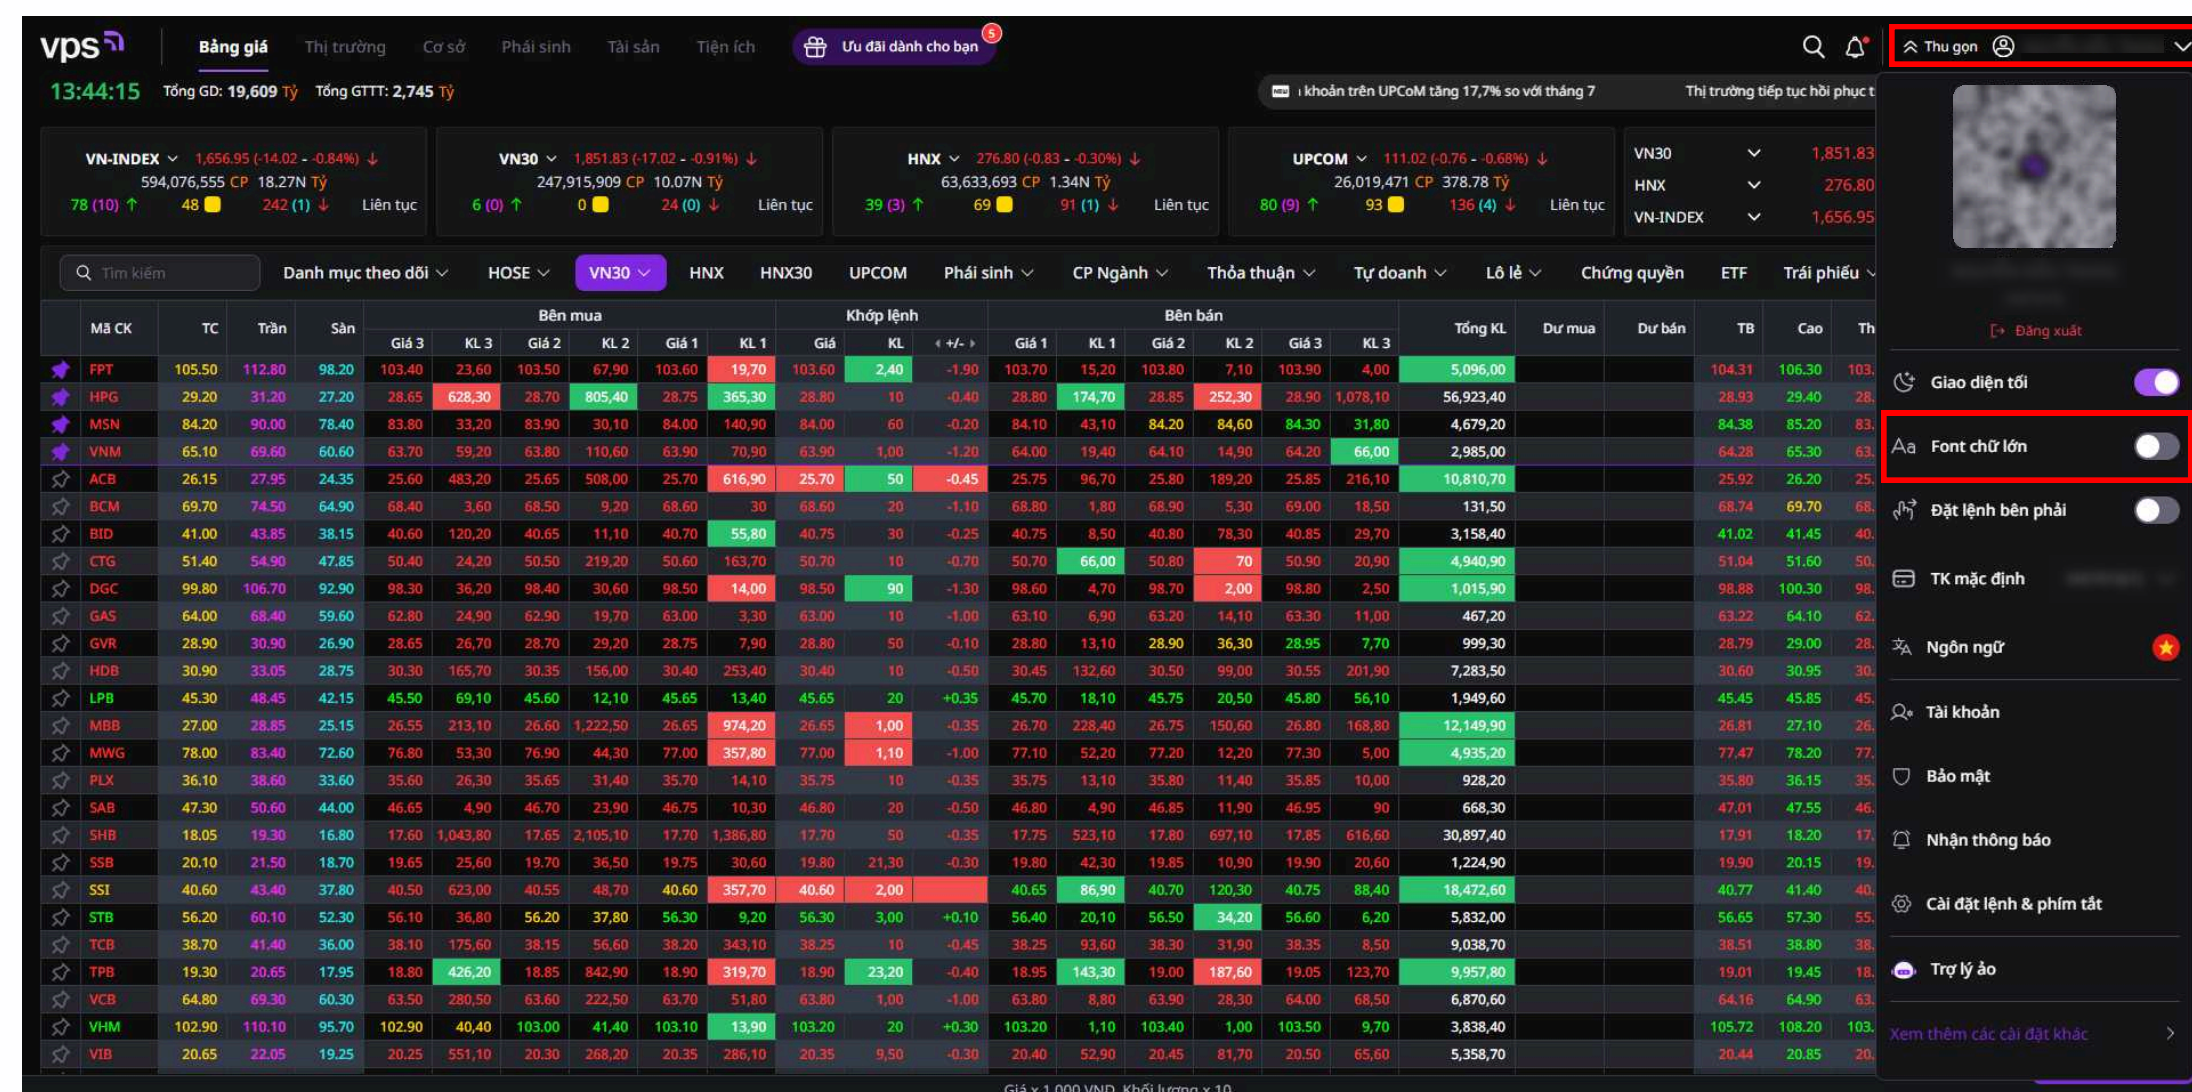 vps
Bảng giá Thị trường Cơ sở Phái sinh Tài sản Tiện ích Ưu đãi dành cho bạn 5 Thu gọn
13:44:15 Tổng GD: 19,609 Tỷ Tổng GTTT: 2,745 Tỷ khoản trên UPCoM tăng 17,7% so với tháng 7 Thị trường tiếp tục hồi phục t
VN-INDEX 1,656.95 (-14.02 - -0.84%) ↓
594,076,555 CP 18.27N Tỷ
78 (10) ↑ 48 242 (1) ↓ Liên tục
VN30 1,851.83 (-17.02 - -0.91%) ↓
247,915,909 CP 10.07N Tỷ
6 (0) ↑ 0 24 (0) ↓ Liên tục
HNX 276.80 (-0.83 - -0.30%) ↓
63,633,693 CP 1.34N Tỷ
39 (3) ↑ 69 91 (1) ↓ Liên tục
UPCOM 111.02 (-0.76 - -0.68%) ↓
26,019,471 CP 378.78 Tỷ
80 (9) ↑ 93 136 (4) ↓ Liên tục
VN30 1,851.83
HNX 276.80
VN-INDEX 1,656.95
Tìm kiếm Danh mục theo dõi HOSE VN30 HNX HNX30 UPCOM Phái sinh CP Ngành Thỏa thuận Tự doanh Lô lẻ Chứng quyền ETF Trái phiếu
Mã CK TC Trần Sàn Bên mua Khớp lệnh Bên bán Tổng KL Dư mua Dư bán TB Cao Th
Giá 3 KL 3 Giá 2 KL 2 Giá 1 KL 1 Giá KL +/- Giá 1 KL 1 Giá 2 KL 2 Giá 3 KL 3
FPT 105.50 112.80 98.20 103.40 23,60 103.50 67,90 103.60 19,70 103.60 2,40 -1.90 103.70 15,20 103.80 7,10 103.90 4,00 5,096,00 104.31 106.30 103.
HPG 29.20 31.20 27.20 28.65 628,30 28.70 805,40 28.75 365,30 28.80 10 -0.40 28.80 174,70 28.85 252,30 28.90 1,078,10 56,923,40 28.93 29.40 28.
MSN 84.20 90.00 78.40 83.80 33,20 83.90 30,10 84.00 140,90 84.00 60 -0.20 84.10 43,10 84.20 84,60 84.30 31,80 4,679,20 84.38 85.20 83.
VNM 65.10 69.60 60.60 63.70 59,20 63.80 110,60 63.90 70,90 63.90 1,00 -1.20 64.00 19,40 64.10 14,90 64.20 66,00 2,985,00 64.28 65.30 63.
ACB 26.15 27.95 24.35 25.60 483,20 25.65 508,00 25.70 616,90 25.70 50 -0.45 25.75 96,70 25.80 189,20 25.85 216,10 10,810,70 25.92 26.20 25.
BCM 69.70 74.50 64.90 68.40 3,60 68.50 9,20 68.60 30 68.60 20 -1.10 68.80 1,80 68.90 5,30 69.00 18,50 131,50 68.74 69.70 68.
BID 41.00 43.85 38.15 40.60 120,20 40.65 11,10 40.70 55,80 40.75 30 -0.25 40.75 8,50 40.80 78,30 40.85 29,70 3,158,40 41.02 41.45 40.
CTG 51.40 54.90 47.85 50.40 24,20 50.50 219,20 50.60 163,70 50.70 10 -0.70 50.70 66,00 50.80 70 50.90 20,90 4,940,90 51.04 51.60 50.
DGC 99.80 106.70 92.90 98.30 36,20 98.40 30,60 98.50 14,00 98.50 90 -1.30 98.60 4,70 98.70 2,00 98.80 2,50 1,015,90 98.88 100.30 98.
GAS 64.00 68.40 59.60 62.80 24,90 62.90 19,70 63.00 3,30 63.00 10 -1.00 63.10 6,90 63.20 14,10 63.30 11,00 467,20 63.22 64.10 62.
GVR 28.90 30.90 26.90 28.65 26,70 28.70 29,20 28.75 7,90 28.80 50 -0.10 28.80 13,10 28.90 36,30 28.95 7,70 999,30 28.79 29.00 28.
HDB 30.90 33.05 28.75 30.30 165,70 30.35 156,00 30.40 253,40 30.40 10 -0.50 30.45 132,60 30.50 99,00 30.55 201,90 7,283,50 30.60 30.95 30.
LPB 45.30 48.45 42.15 45.50 69,10 45.60 12,10 45.65 13,40 45.65 20 +0.35 45.70 18,10 45.75 20,50 45.80 56,10 1,949,60 45.45 45.85 45.
MBB 27.00 28.85 25.15 26.55 213,10 26.60 1,222,50 26.65 974,20 26.65 1,00 -0.35 26.70 228,40 26.75 150,60 26.80 168,80 12,149,90 26.81 27.10 26.
MWG 78.00 83.40 72.60 76.80 53,30 76.90 44,30 77.00 357,80 77.00 1,10 -1.00 77.10 52,20 77.20 12,20 77.30 5,00 4,935,20 77.47 78.20 77.
PLX 36.10 38.60 33.60 35.60 26,30 35.65 31,40 35.70 14,10 35.75 10 -0.35 35.75 13,10 35.80 11,40 35.85 10,00 928,20 35.80 36.15 35.
SAB 47.30 50.60 44.00 46.65 4,90 46.70 23,90 46.75 10,30 46.80 20 -0.50 46.80 4,90 46.85 11,90 46.95 90 668,30 47.01 47.55 46.
SHB 18.05 19.30 16.80 17.60 1,043,80 17.65 2,105,10 17.70 1,386,80 17.70 50 -0.35 17.75 523,10 17.80 697,10 17.85 616,60 30,897,40 17.91 18.20 17.
SSB 20.10 21.50 18.70 19.65 25,60 19.70 36,50 19.75 30,60 19.80 21,30 -0.30 19.80 42,30 19.85 10,90 19.90 20,60 1,224,90 19.90 20.15 19.
SSI 40.60 43.40 37.80 40.50 623,00 40.55 48,70 40.60 357,70 40.60 2,00 40.65 86,90 40.70 120,30 40.75 88,40 18,472,60 40.77 41.40 40.
STB 56.20 60.10 52.30 56.10 36,80 56.20 37,80 56.30 9,20 56.30 3,00 +0.10 56.40 20,10 56.50 34,20 56.60 6,20 5,832,00 56.65 57.30 55.
TCB 38.70 41.40 36.00 38.10 175,60 38.15 56,60 38.20 343,10 38.25 10 -0.45 38.25 93,60 38.30 31,90 38.35 8,50 9,038,70 38.51 38.80 38.
TPB 19.30 20.65 17.95 18.80 426,20 18.85 842,90 18.90 319,70 18.90 23,20 -0.40 18.95 143,30 19.00 187,60 19.05 123,70 9,957,80 19.01 19.45 18.
VCB 64.80 69.30 60.30 63.50 280,50 63.60 222,50 63.70 51,80 63.80 1,00 -1.00 63.80 8,80 63.90 28,30 64.00 68,50 6,870,60 64.16 64.90 63.
VHM 102.90 110.10 95.70 102.90 40,40 103.00 41,40 103.10 13,90 103.20 20 +0.30 103.20 1,10 103.40 1,00 103.50 9,70 3,838,40 105.72 108.20 103.
VIB 20.65 22.05 19.25 20.25 551,10 20.30 268,20 20.35 286,10 20.35 9,50 -0.30 20.40 52,90 20.45 81,70 20.50 65,60 5,358,70 20.44 20.85 20.
Giá x 1.000 VND. Khối lượng x 10
Đăng xuất
Giao diện tối
Aa Font chữ lớn
Đặt lệnh bên phải
TK mặc định
Ngôn ngữ
Tài khoản
Bảo mật
Nhận thông báo
Cài đặt lệnh & phím tắt
Trợ lý ảo
Xem thêm các cài đặt khác